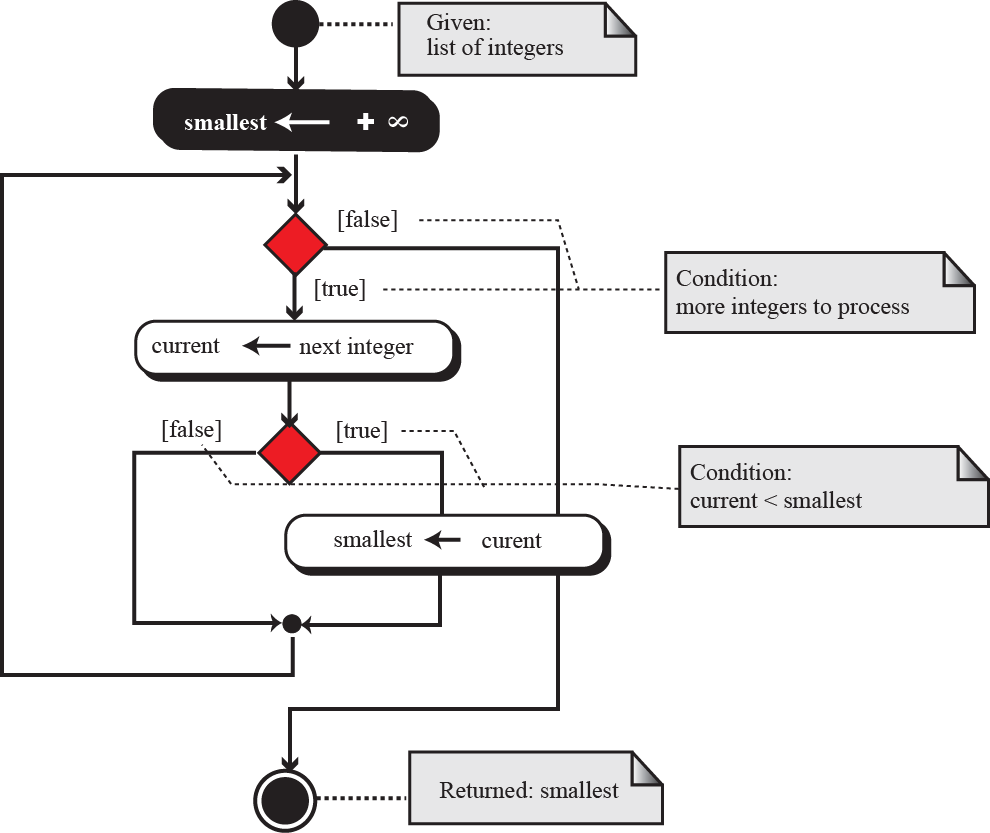 Given:
list of integers
smallest ← + ∞
[false]
[true]
Condition:
more integers to process
current ← next integer
[false]
[true]
Condition:
current < smallest
smallest ← curent
Returned: smallest